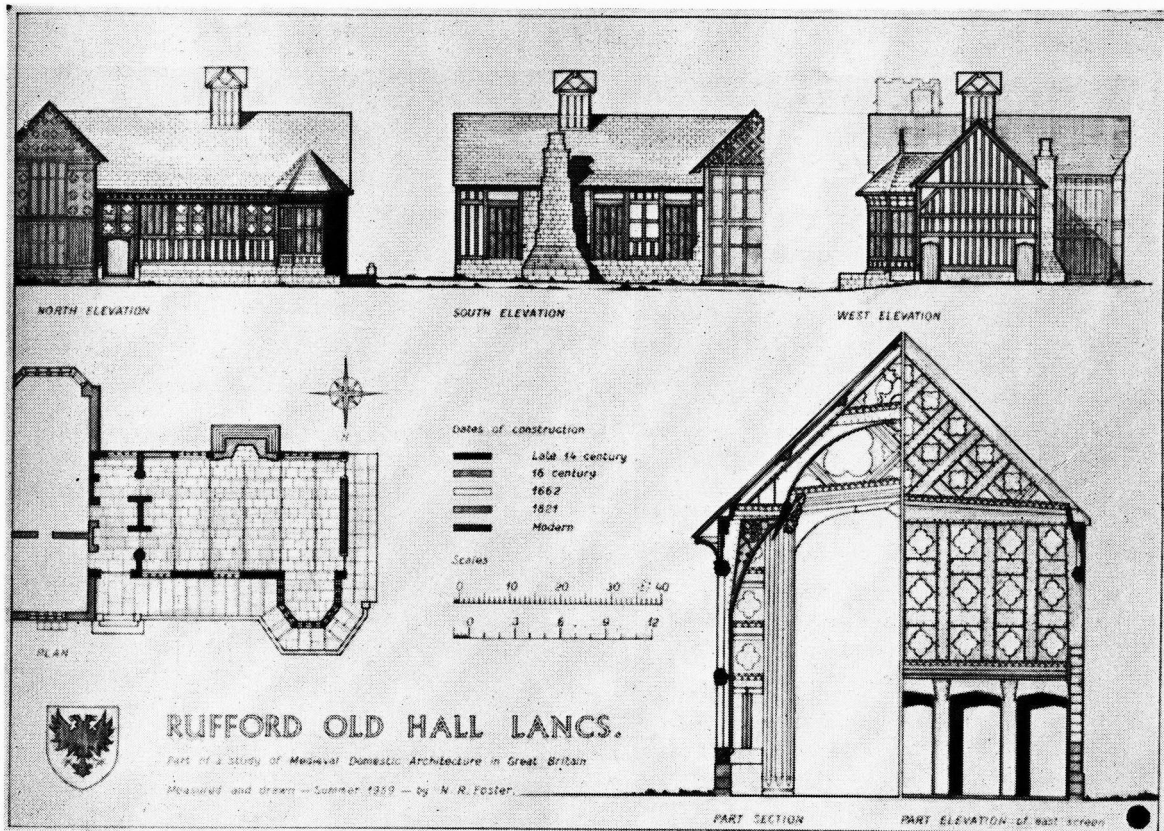 NORTH ELEVATION
SOUTH ELEVATION
WEST ELEVATION
N
Dates of construction
Late 14 century
16 century
1662
1821
Modern
Scales
0 10 20 30 40
0 3 6 9 12
PLAN
RUFFORD OLD HALL LANCS.
Part of a study of Medieval Domestic Architecture in Great Britain
Measured and drawn — Summer 1959 — by N. R. Foster.
PART SECTION
PART ELEVATION of east screen